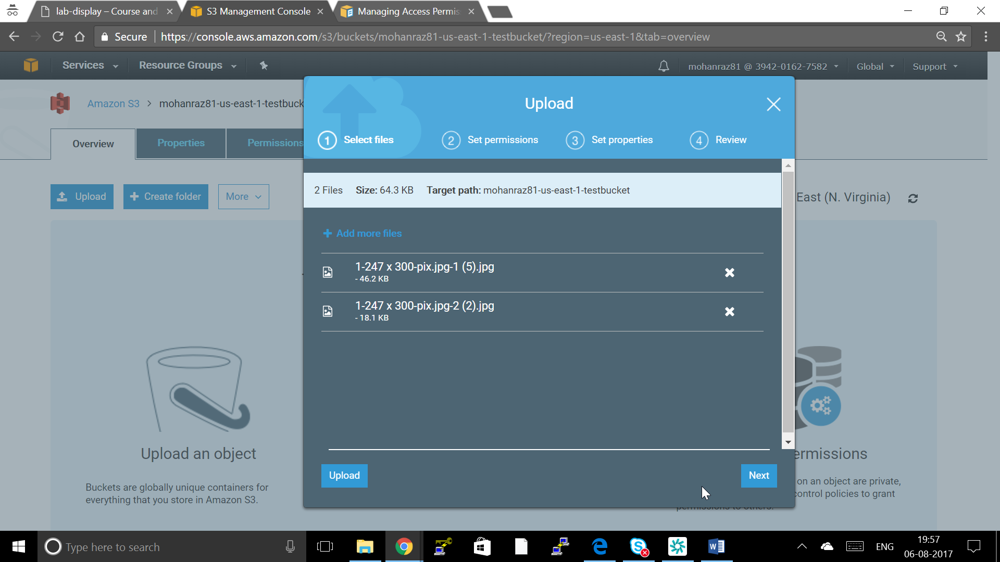 lab-display – Course and
S3 Management Console
Managing Access Permis
Secure
https://console.aws.amazon.com/s3/buckets/mohanraz81-us-east-1-testbucket/?region=us-east-1&tab=overview
Services
Resource Groups
mohanraz81 @ 3942-0162-7582
Global
Support
Amazon S3 > mohanraz81-us-east-1-testbuck
Upload
1 Select files
2 Set permissions
3 Set properties
4 Review
Overview
Properties
Permissions
2 Files Size: 64.3 KB Target path: mohanraz81-us-east-1-testbucket
Upload
Create folder
More
East (N. Virginia)
Add more files
1-247 x 300-pix.jpg-1 (5).jpg
- 46.2 KB
1-247 x 300-pix.jpg-2 (2).jpg
- 18.1 KB
Upload an object
Buckets are globally unique containers for
everything that you store in Amazon S3.
ermissions
on an object are private,
control policies to grant
permissions to others.
Upload
Next
Type here to search
ENG
19:57
06-08-2017